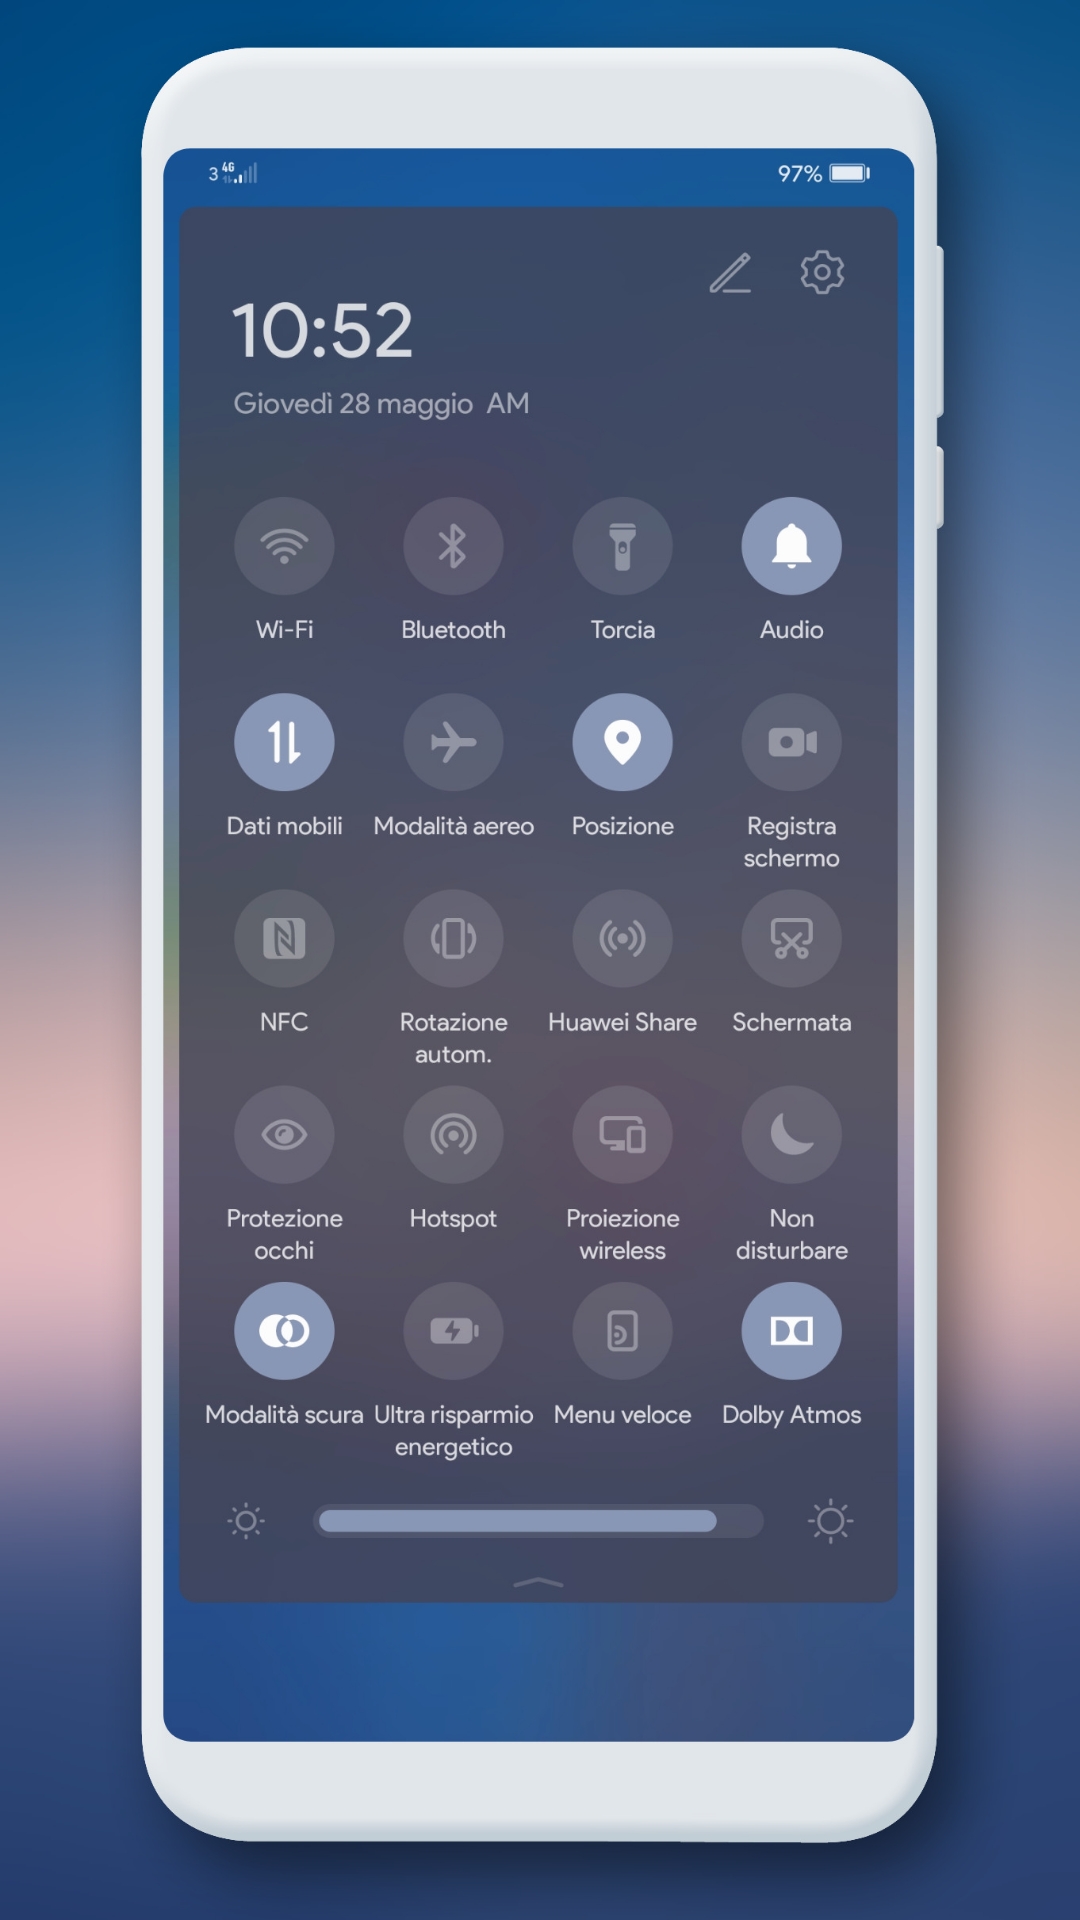 3 4G 97%
10:52
Giovedì 28 maggio AM
Wi-Fi Bluetooth Torcia Audio
Dati mobili Modalità aereo Posizione Registra
schermo
NFC Rotazione Huawei Share Schermata
autom.
Protezione Hotspot Proiezione Non
occhi wireless disturbare
Modalità scura Ultra risparmio Menu veloce Dolby Atmos
energetico